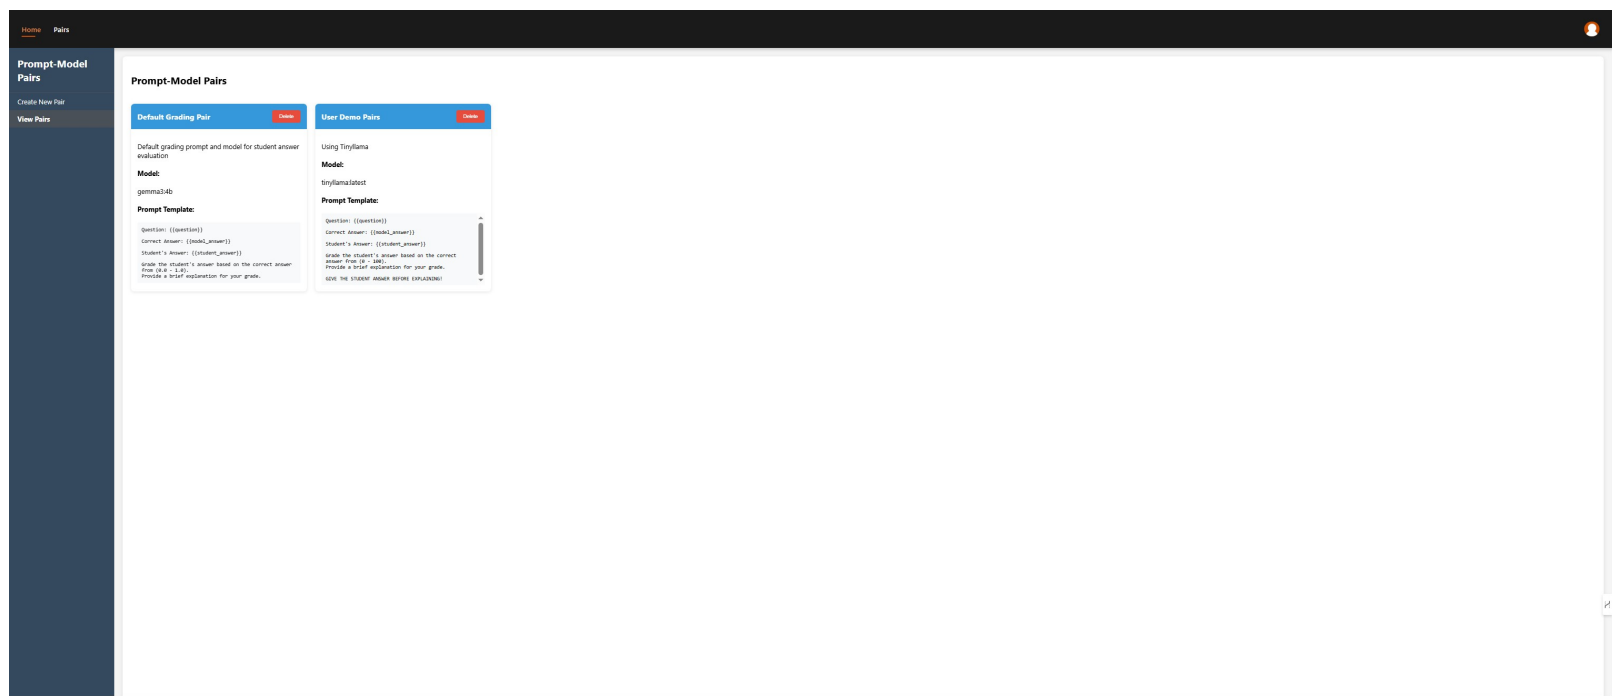 Home Pairs
Prompt-Model
Pairs
Create New Pair
View Pairs
Prompt-Model Pairs
Default Grading Pair
Delete
Default grading prompt and model for student answer
evaluation
Model:
gemma3:4b
Prompt Template:
Question: {{question}}
Correct Answer: {{model_answer}}
Student's Answer: {{student_answer}}
Grade the student's answer based on the correct answer
from (0.0 - 1.0).
Provide a brief explanation for your grade.
User Demo Pairs
Delete
Using Tinyllama
Model:
tinyllama:latest
Prompt Template:
Question: {{question}}
Correct Answer: {{model_answer}}
Student's Answer: {{student_answer}}
Grade the student's answer based on the correct
answer from (0 - 100).
Provide a brief explanation for your grade.
GIVE THE STUDENT ANSWER BEFORE EXPLAINING!